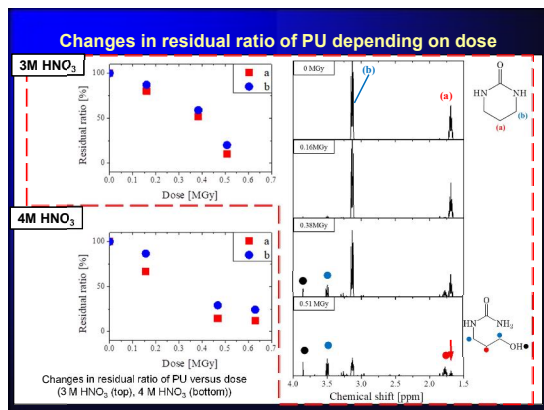 Changes in residual ratio of PU depending on dose
3M HNO3
Residual ratio [%]
100
50
0
a
b
0.0 0.1 0.2 0.3 0.4 0.5 0.6 0.7
Dose [MGy]
4M HNO3
Residual ratio [%]
100
50
0
a
b
0.0 0.1 0.2 0.3 0.4 0.5 0.6 0.7
Dose [MGy]
Changes in residual ratio of PU versus dose
(3 M HNO3 (top), 4 M HNO3 (bottom))
0 MGy
(b)
(a)
0.16MGy
0.38MGy
0.51 MGy
4.0 3.5 3.0 2.5 2.0 1.5
Chemical shift [ppm]
O
HN NH
(a)
(b)
O
HN NH2
OH